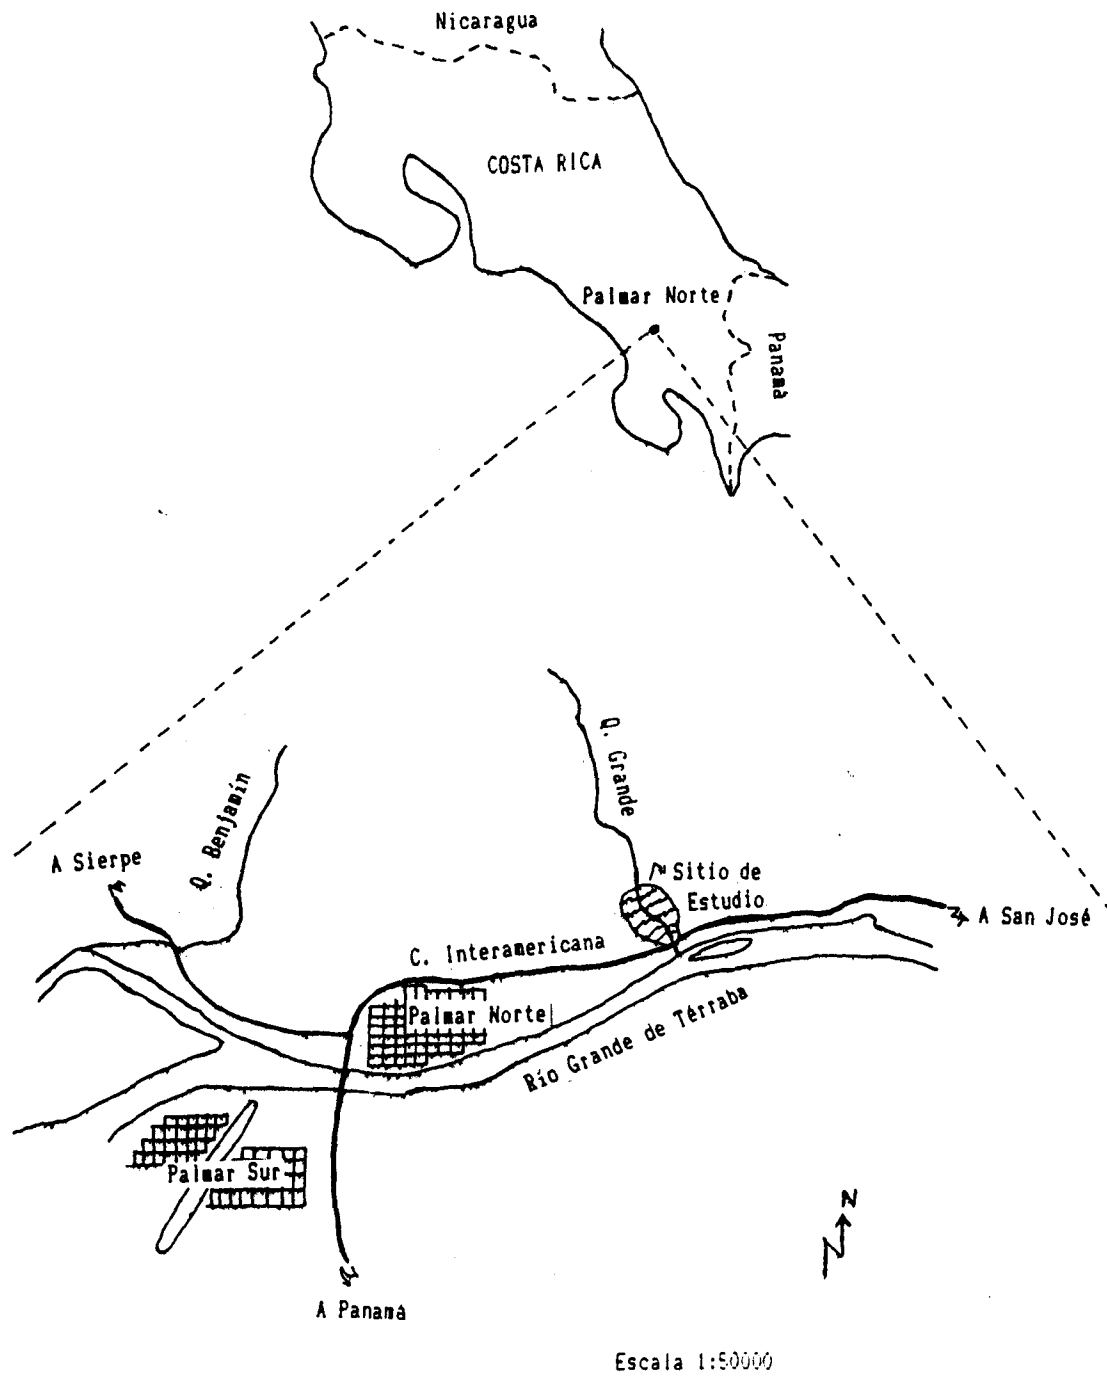 Nicaragua
COSTA RICA
Palmar Norte
Panamá
Q. Grande
Q. Benjamín
A Sierpe
Sitio de
Estudio
A San José
C. Interamericana
Palmar Norte
Río Grande de Térraba
Palmar Sur
N
A Panamá
Escala 1:50000